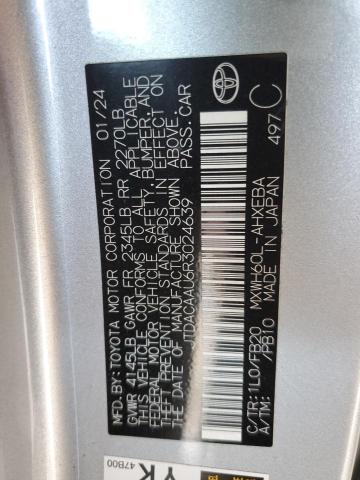 MFD.BY:TOYOTA MOTOR CORPORATION 01/24
GVWR 4145LB GAWR FR 2345LB RR 2270LB
THIS VEHICLE CONFORMS TO ALL APPLICABLE
FEDERAL MOTOR VEHICLE SAFETY, BUMPER, AND
THEFT PREVENTION STANDARDS IN EFFECT ON
THE DATE OF MANUFACTURE SHOWN ABOVE.
JTDACAAU6R3024639 PASS.CAR
C/TR:1L0/FB20 MXWH60L-AHXEBA
A/TM: /PB10 MADE IN JAPAN 497
C
47B00
YK